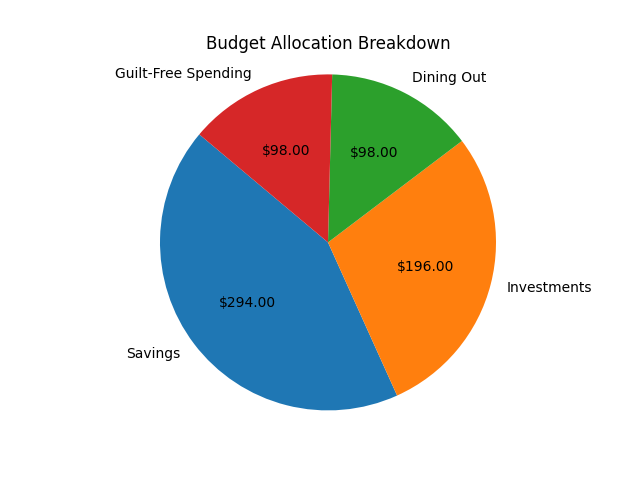 Budget Allocation Breakdown
Guilt-Free Spending
Dining Out
$98.00
$98.00
$196.00
Investments
$294.00
Savings